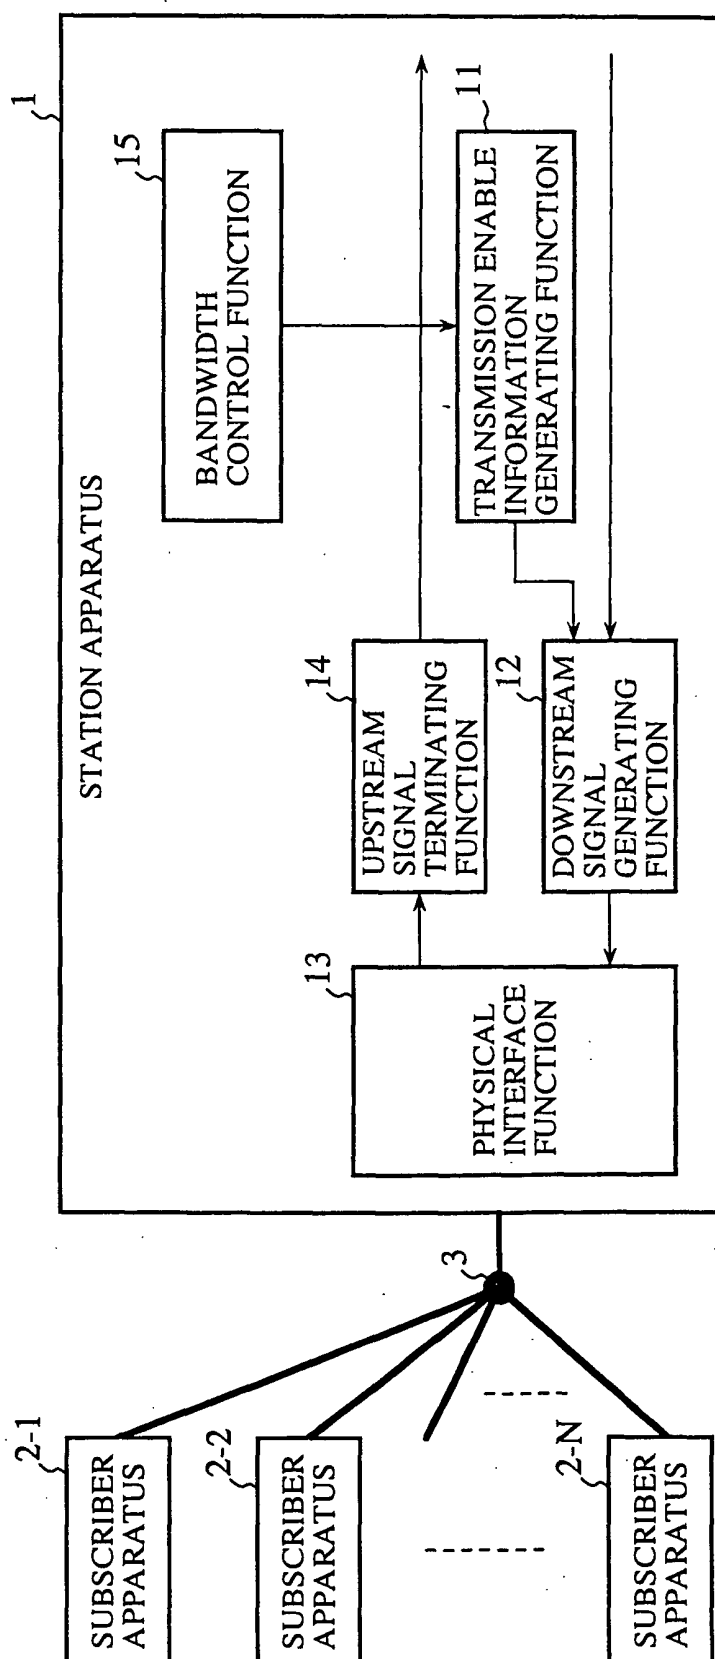 1
STATION APPARATUS
15
BANDWIDTH
CONTROL FUNCTION
2-1
SUBSCRIBER
APPARATUS
2-2
SUBSCRIBER
APPARATUS
2-N
SUBSCRIBER
APPARATUS
3
13
PHYSICAL
INTERFACE
FUNCTION
14
UPSTREAM
SIGNAL
TERMINATING
FUNCTION
12
DOWNSTREAM
SIGNAL
GENERATING
FUNCTION
11
TRANSMISSION ENABLE
INFORMATION
GENERATING FUNCTION